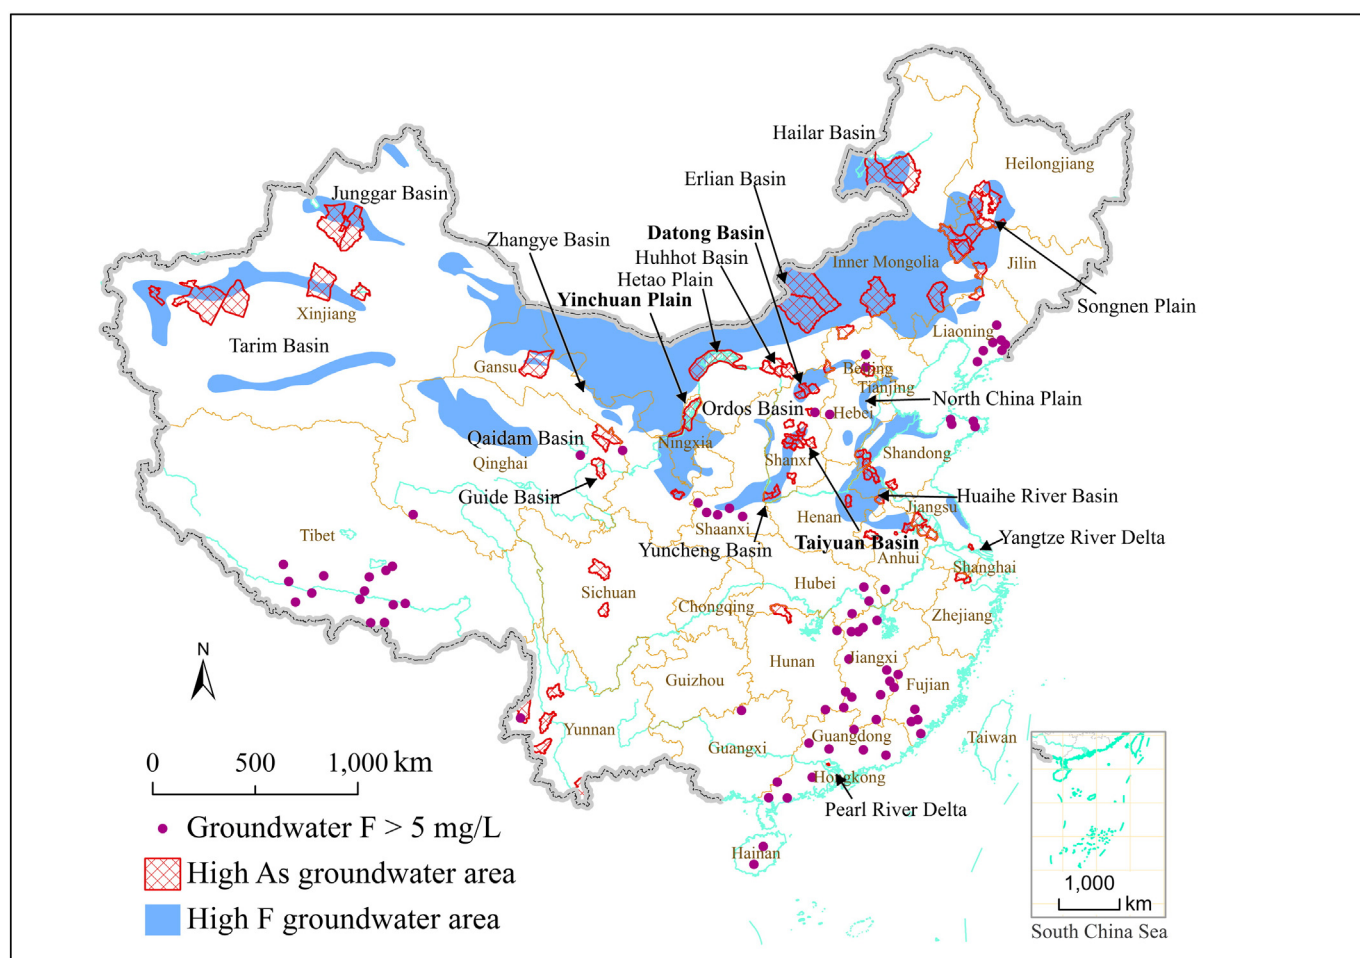 Hailar Basin
Heilongjiang
Erlian Basin
Junggar Basin
Datong Basin
Zhangye Basin
Huhhot Basin
Inner Mongolia
Jilin
Hetao Plain
Yinchuan Plain
Songnen Plain
Xinjiang
Liaoning
Tarim Basin
Gansu
Beijing
Tianjing
North China Plain
Ordos Basin
Hebei
Qaidam Basin
Ningxia
Qinghai
Shanxi
Shandong
Guide Basin
Huaihe River Basin
Jiangsu
Henan
Shaanxi
Tibet
Yuncheng Basin
Taiyuan Basin
Yangtze River Delta
Anhui
Shanghai
Hubei
Sichuan
Chongqing
Zhejiang
N
Hunan
Jiangxi
Guizhou
Fujian
Yunnan
Guangxi
Guangdong
Taiwan
0 500 1,000 km
Hongkong
Pearl River Delta
Groundwater F > 5 mg/L
Hainan
High As groundwater area
1,000
km
High F groundwater area
South China Sea